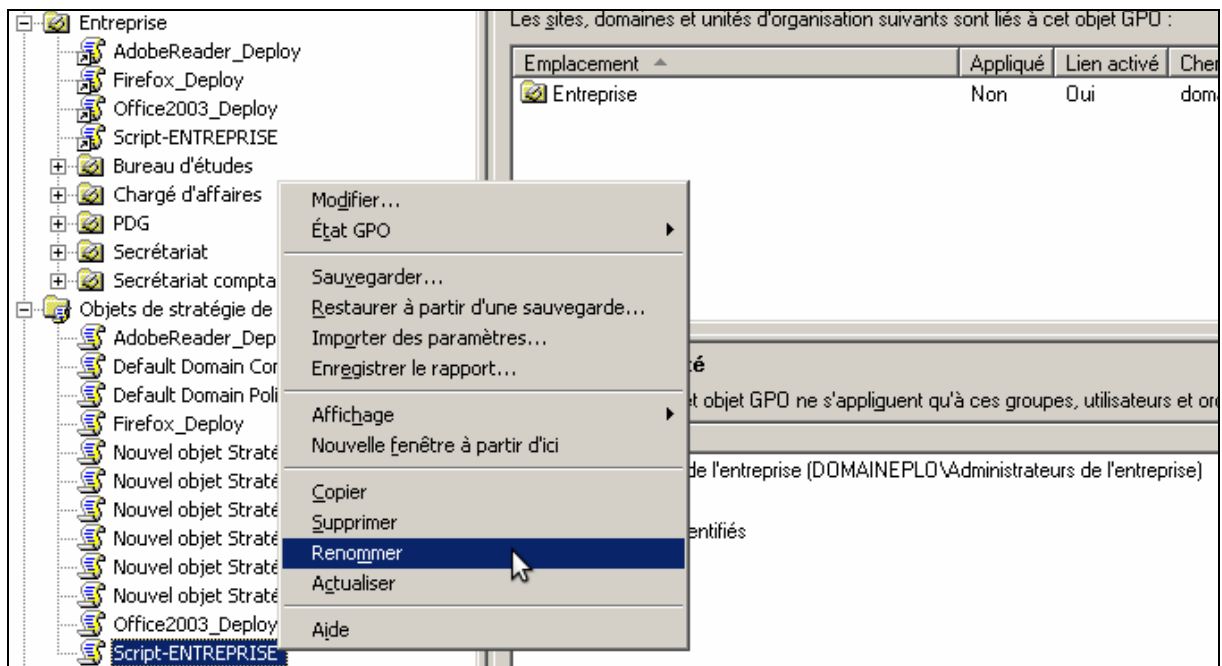 Entreprise
AdobeReader_Deploy
Firefox_Deploy
Office2003_Deploy
Script-ENTREPRISE
Bureau d'études
Chargé d'affaires
PDG
Secrétariat
Secrétariat compta
Objets de stratégie de
AdobeReader_Dep
Default Domain Cor
Default Domain Poli
Firefox_Deploy
Nouvel objet Straté
Nouvel objet Straté
Nouvel objet Straté
Nouvel objet Straté
Nouvel objet Straté
Nouvel objet Straté
Office2003_Deploy
Script-ENTREPRISE
Modifier...
État GPO
Sauvegarder...
Restaurer à partir d'une sauvegarde...
Importer des paramètres...
Enregistrer le rapport...
Affichage
Nouvelle fenêtre à partir d'ici
Copier
Supprimer
Renommer
Actualiser
Aide
Les sites, domaines et unités d'organisation suivants sont liés à cet objet GPO :
Emplacement Appliqué Lien activé Cher
Entreprise Non Oui doma
té
et objet GPO ne s'appliquent qu'à ces groupes, utilisateurs et or
de l'entreprise (DOMAINEPLO\Administrateurs de l'entreprise)
entifiés